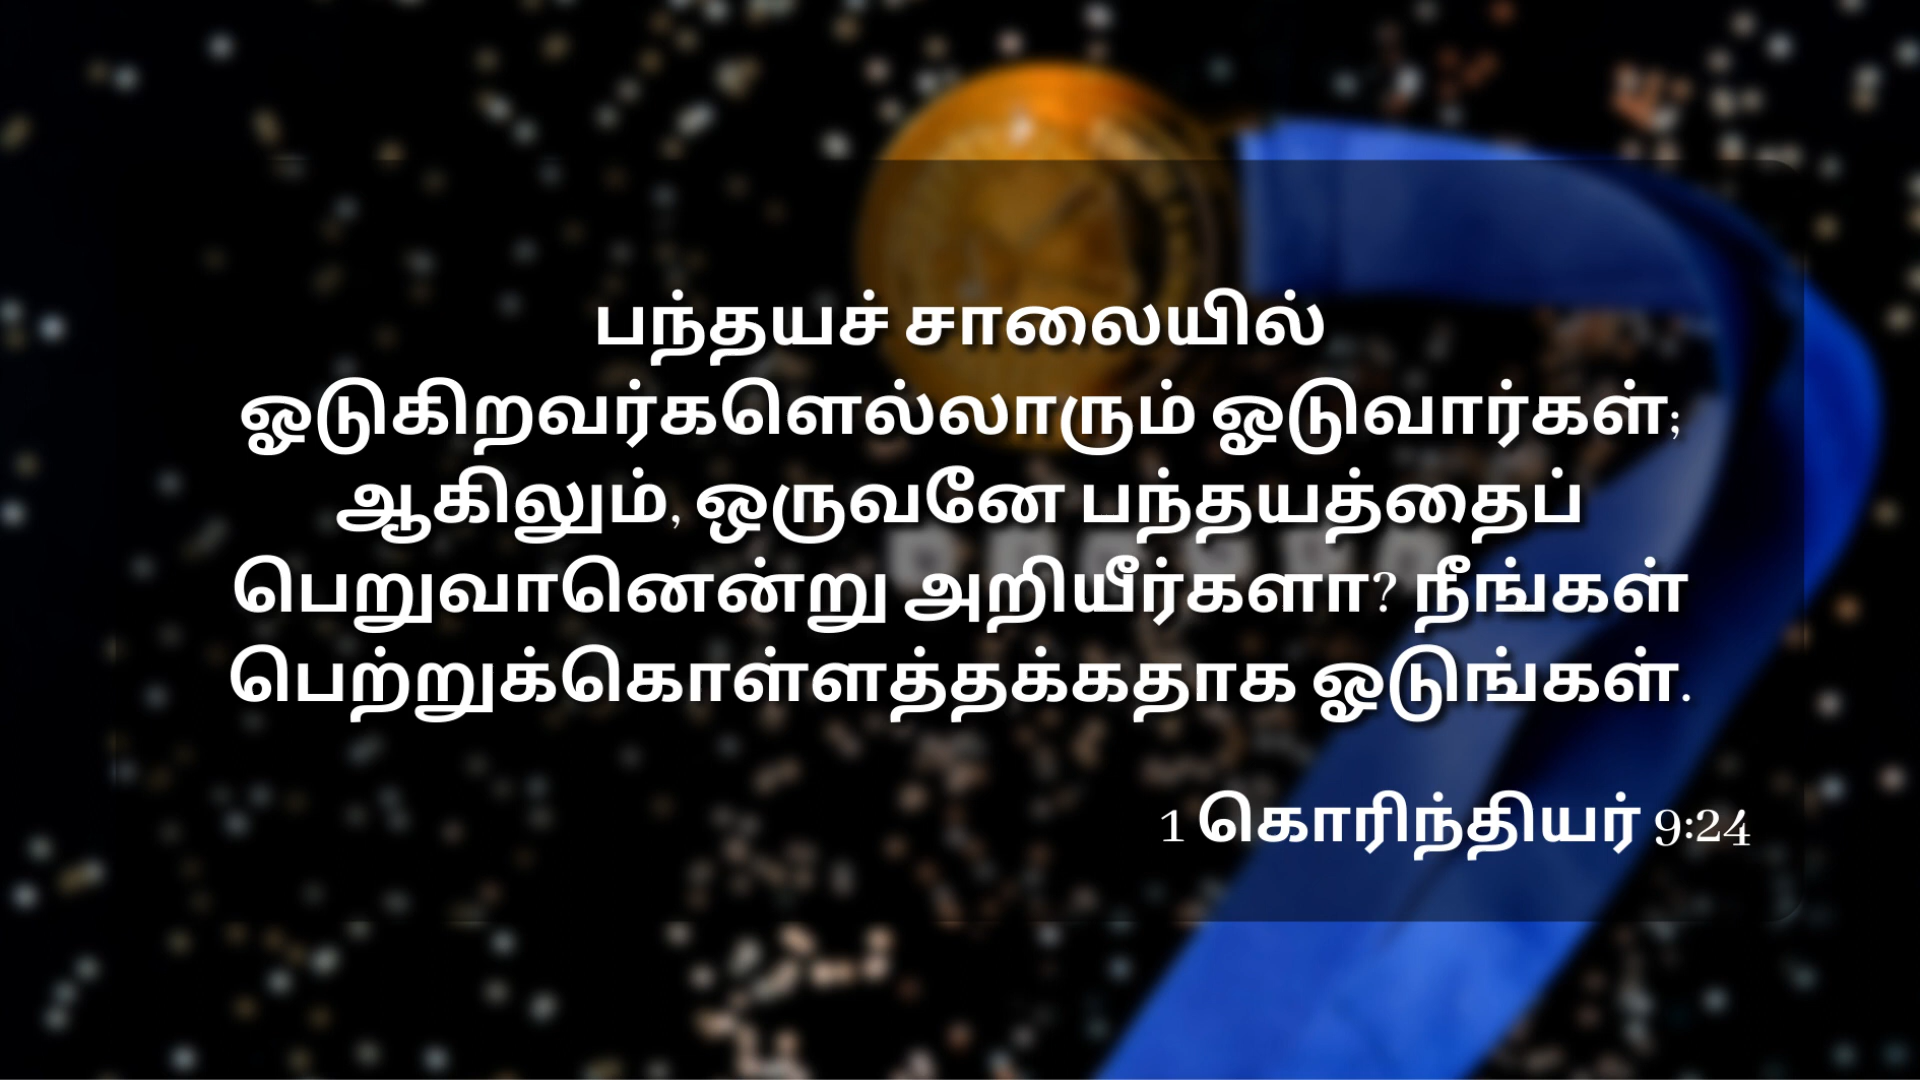 பந்தயச் சாலையில்
ஓடுகிறவர்களெல்லாரும் ஓடுவார்கள்;
ஆகிலும், ஒருவனே பந்தயத்தைப்
பெறுவானென்று அறியீர்களா? நீங்கள்
பெற்றுக்கொள்ளத்தக்கதாக ஓடுங்கள்.
1 கொரிந்தியர் 9:24